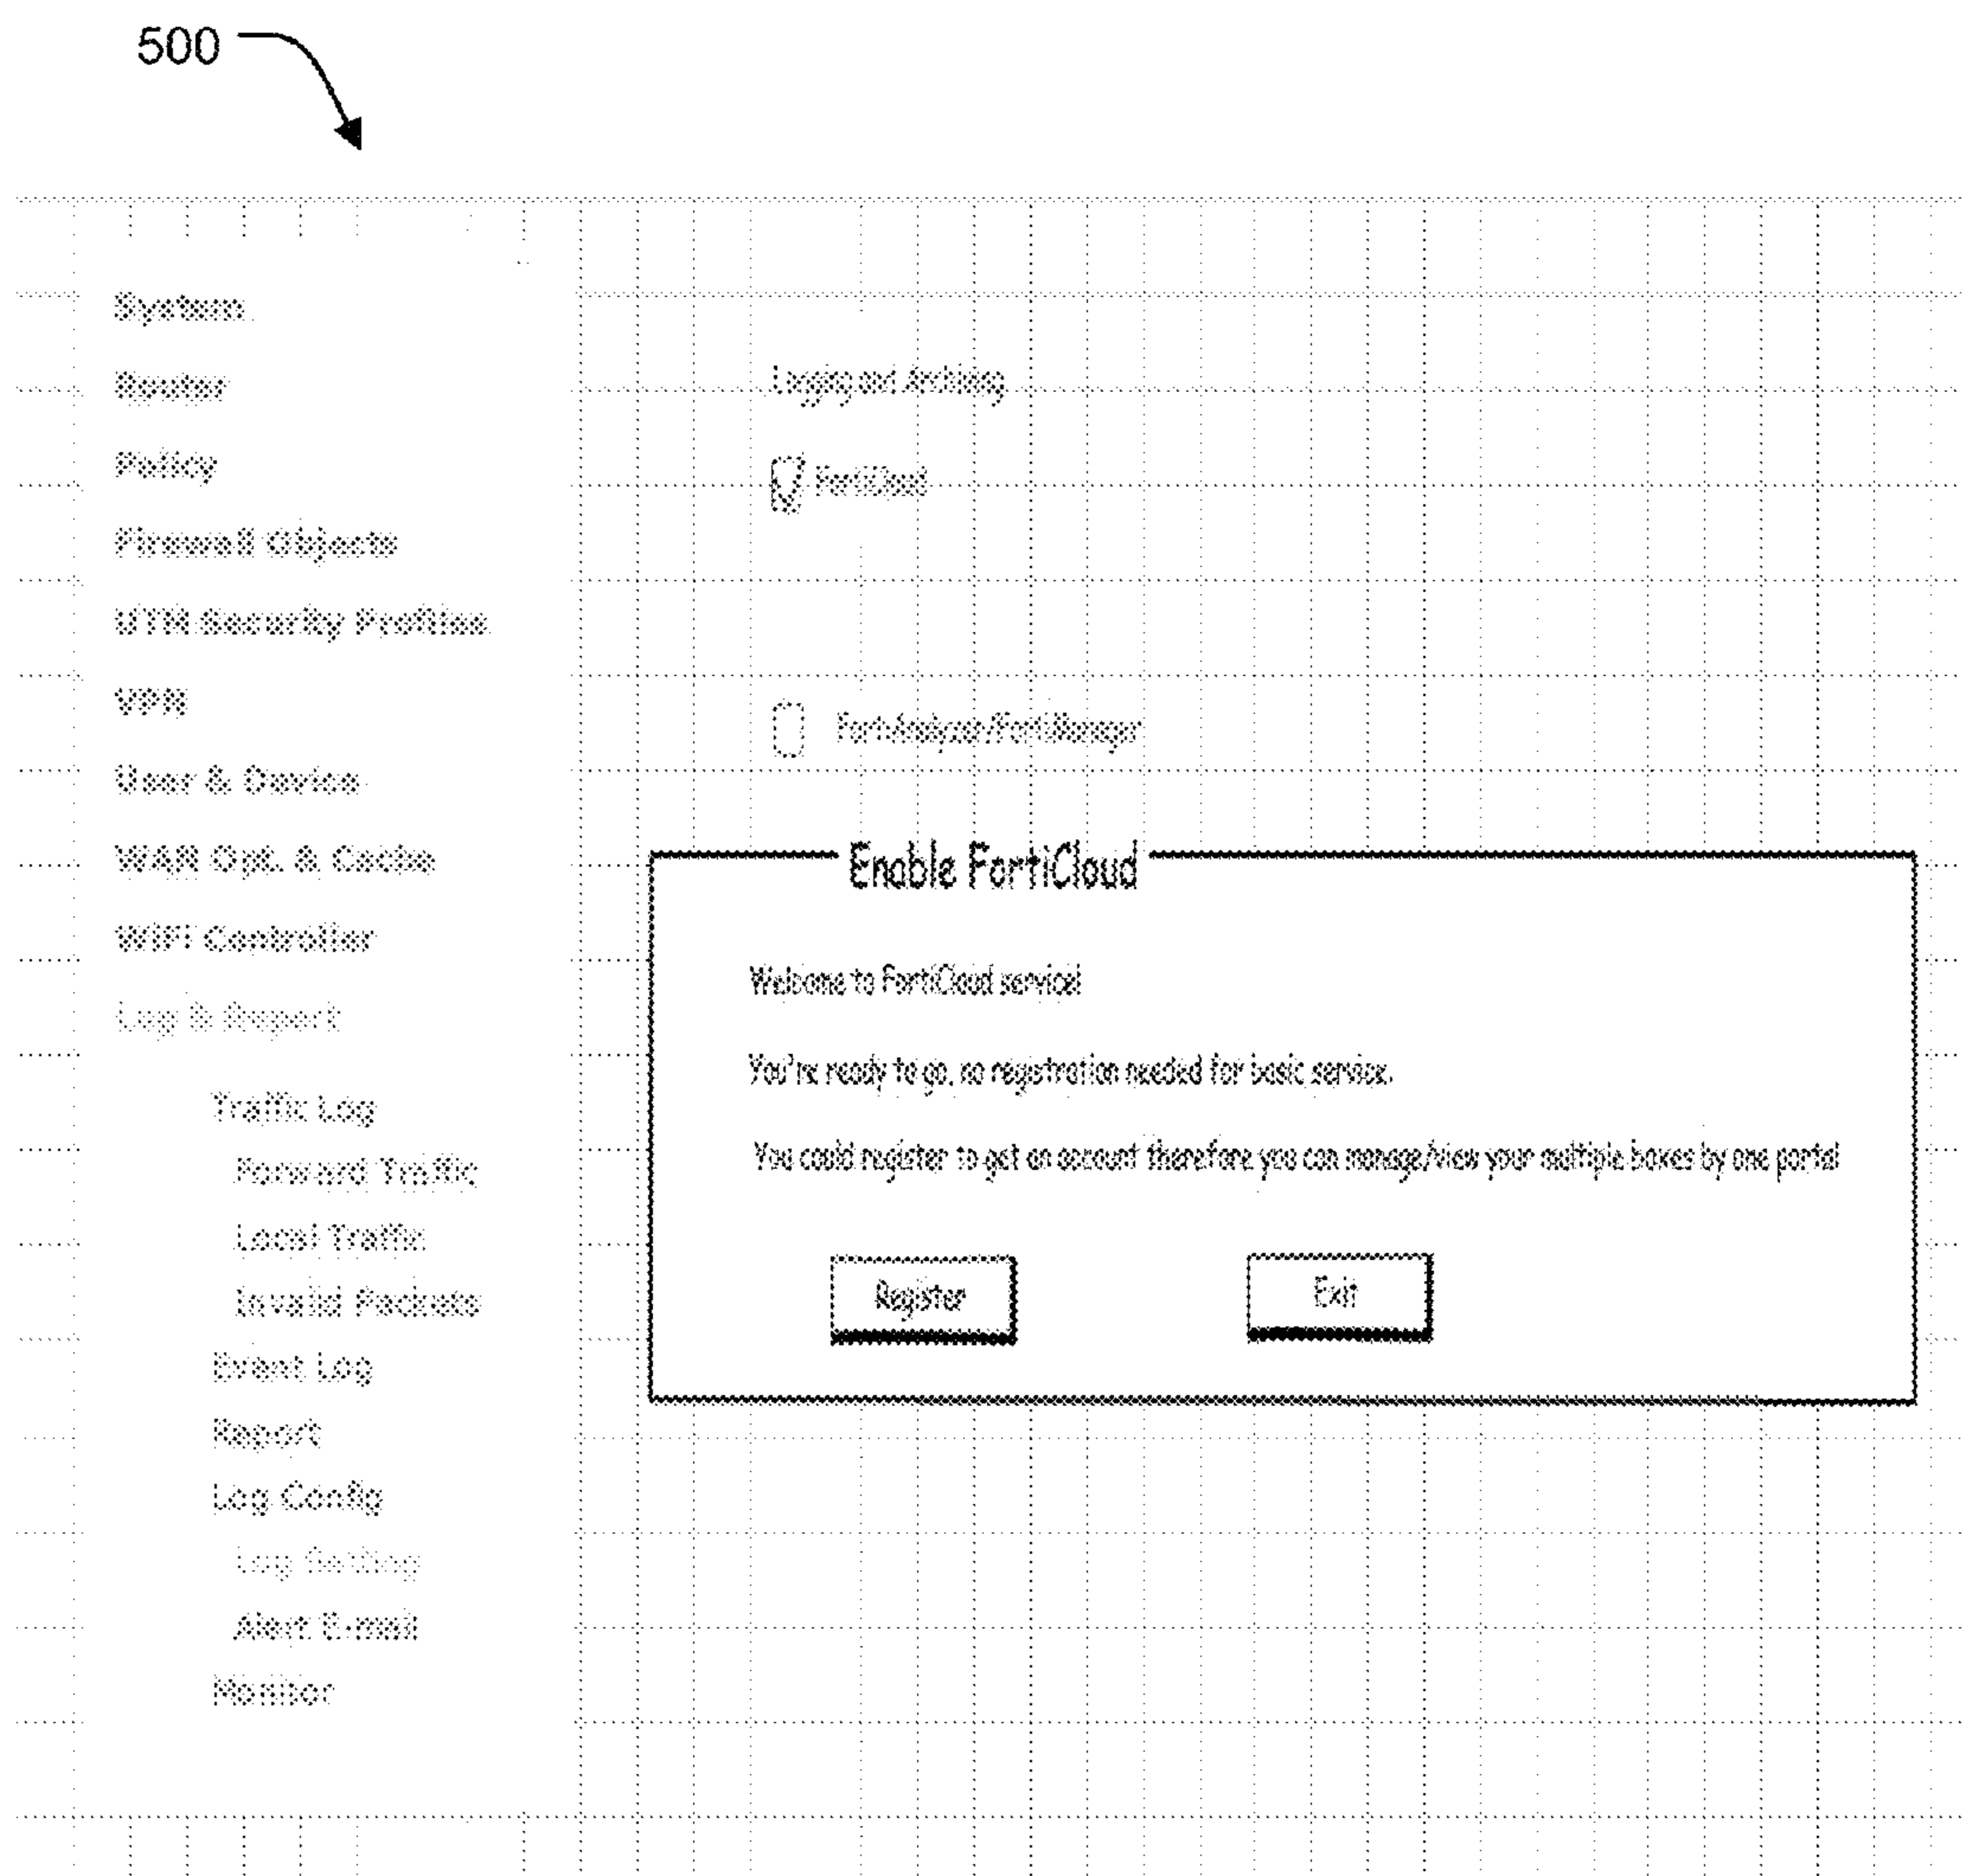 500
System
Router
Policy
Firewall Objects
UTM Security Profiles
VPN
User & Device
WAN Opt. & Cache
WiFi Controller
Log & Report
Traffic Log
Forward Traffic
Local Traffic
Invalid Packets
Event Log
Report
Log Config
Log Setting
Alert E-mail
Monitor
Logging and Archiving
FortiCloud
FortiAnalyzer/FortiManager
Enable FortiCloud
Welcome to FortiCloud service!
You're ready to go, no registration needed for basic service.
You could register to get an account therefore you can manage/view your multiple boxes by one portal
Register
Exit